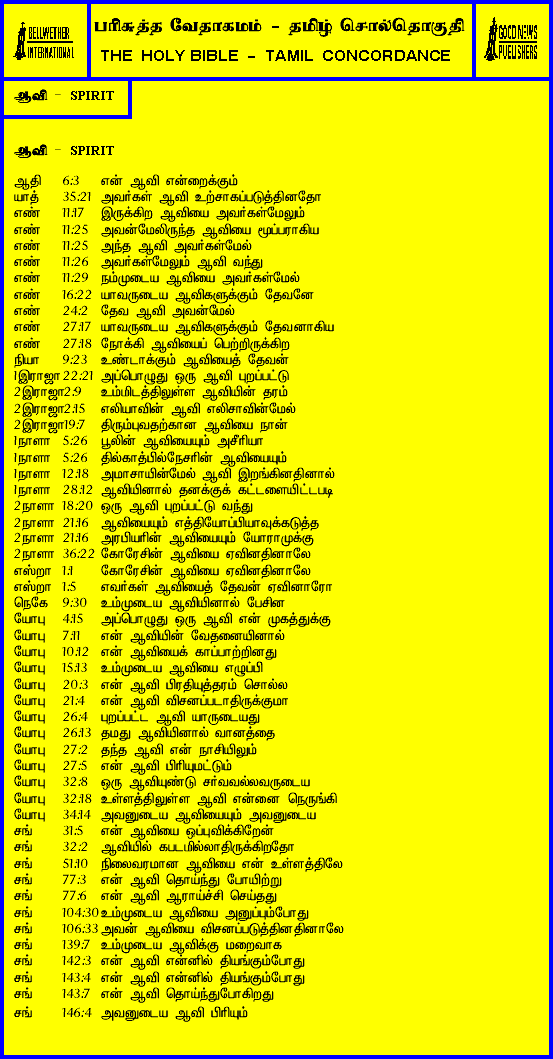 BELLWETHER INTERNATIONAL
பரிசுத்த வேதாகமம் - தமிழ் சொல்தொகுதி
THE HOLY BIBLE - TAMIL CONCORDANCE
GOOD NEWS PUBLISHERS
ஆவி - SPIRIT
ஆவி - SPIRIT
ஆதி 6:3 என் ஆவி என்றைக்கும்
யாத் 35:21 அவர்கள் ஆவி உற்சாகப்படுத்தினதோ
எண் 11:17 இருக்கிற ஆவியை அவர்கள்மேலும்
எண் 11:25 அவன்மேலிருந்த ஆவியை மூப்பராகிய
எண் 11:25 அந்த ஆவி அவர்கள்மேல்
எண் 11:26 அவர்கள்மேலும் ஆவி வந்து
எண் 11:29 நம்முடைய ஆவியை அவர்கள்மேல்
எண் 16:22 யாவருடைய ஆவிகளுக்கும் தேவனே
எண் 24:2 தேவ ஆவி அவன்மேல்
எண் 27:17 யாவருடைய ஆவிகளுக்கும் தேவனாகிய
எண் 27:18 நோக்கி ஆவியைப் பெற்றிருக்கிற
நியா 9:23 உண்டாக்கும் ஆவியைத் தேவன்
1இராஜா 22:21 அப்பொழுது ஒரு ஆவி புறப்பட்டு
2இராஜா 2:9 உம்மிடத்திலுள்ள ஆவியின் தரம்
2இராஜா 2:15 எலியாவின் ஆவி எலிசாவின்மேல்
2இராஜா 19:7 திரும்புவதற்கான ஆவியை நான்
1நாளா 5:26 பூலின் ஆவியையும் அசீரியா
1நாளா 5:26 தில்காத்பில்நேசரின் ஆவியையும்
1நாளா 12:18 அமாசாயின்மேல் ஆவி இறங்கினதினால்
1நாளா 28:12 ஆவியினால் தனக்குக் கட்டளையிட்டபடி
2நாளா 18:20 ஒரு ஆவி புறப்பட்டு வந்து
2நாளா 21:16 ஆவியையும் எத்தியோப்பியாவுக்கடுத்த
2நாளா 21:16 அரபியரின் ஆவியையும் யோராமுக்கு
2நாளா 36:22 கோரேசின் ஆவியை ஏவினதினாலே
எஸ்றா 1:1 கோரேசின் ஆவியை ஏவினதினாலே
எஸ்றா 1:5 எவர்கள் ஆவியைத் தேவன் ஏவினாரோ
நெகே 9:30 உம்முடைய ஆவியினால் பேசின
யோபு 4:15 அப்பொழுது ஒரு ஆவி என் முகத்துக்கு
யோபு 7:11 என் ஆவியின் வேதனையினால்
யோபு 10:12 என் ஆவியைக் காப்பாற்றினது
யோபு 15:13 உம்முடைய ஆவியை எழுப்பி
யோபு 20:3 என் ஆவி பிரதியுத்தரம் சொல்ல
யோபு 21:4 என் ஆவி விசனப்படாதிருக்குமா
யோபு 26:4 புறப்பட்ட ஆவி யாருடையது
யோபு 26:13 தமது ஆவியினால் வானத்தை
யோபு 27:2 தந்த ஆவி என் நாசியிலும்
யோபு 27:5 என் ஆவி பிரியுமட்டும்
யோபு 32:8 ஒரு ஆவியுண்டு சர்வவல்லவருடைய
யோபு 32:18 உள்ளத்திலுள்ள ஆவி என்னை நெருங்கி
யோபு 34:14 அவனுடைய ஆவியையும் அவனுடைய
சங் 31:5 என் ஆவியை ஒப்புவிக்கிறேன்
சங் 32:2 ஆவியில் கபடமில்லாதிருக்கிறதோ
சங் 51:10 நிலைவரமான ஆவியை என் உள்ளத்திலே
சங் 77:3 என் ஆவி தொய்ந்து போயிற்று
சங் 77:6 என் ஆவி ஆராய்ச்சி செய்தது
சங் 104:30 உம்முடைய ஆவியை அனுப்பும்போது
சங் 106:33 அவன் ஆவியை விசனப்படுத்தினதினாலே
சங் 139:7 உம்முடைய ஆவிக்கு மறைவாக
சங் 142:3 என் ஆவி என்னில் தியங்கும்போது
சங் 143:4 என் ஆவி என்னில் தியங்கும்போது
சங் 143:7 என் ஆவி தொய்ந்துபோகிறது
சங் 146:4 அவனுடைய ஆவி பிரியும்